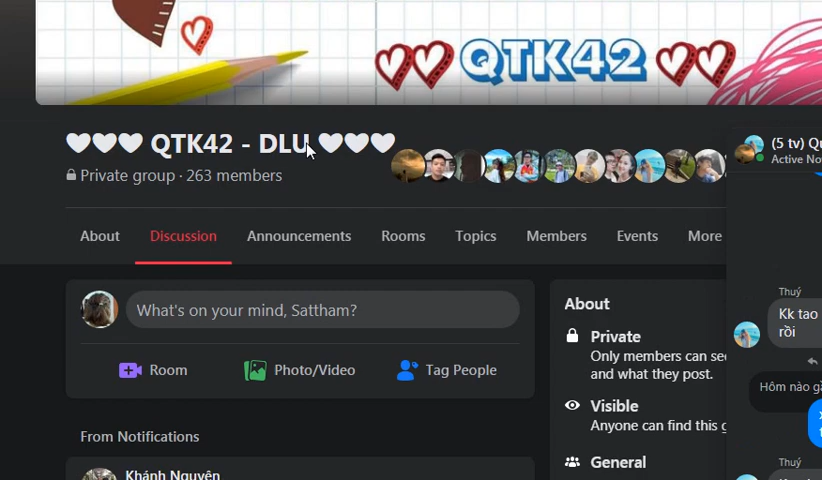 QTK42
QTK42 - DLU
Private group · 263 members
About Discussion Announcements Rooms Topics Members Events More
What's on your mind, Sattham?
Room Photo/Video Tag People
From Notifications
Khánh Nguyên
About
Private
Only members can see
and what they post.
Visible
Anyone can find this
General
(5 tv)
Active
Thuý
Kk tao
rồi
Hôm nào
Thuý